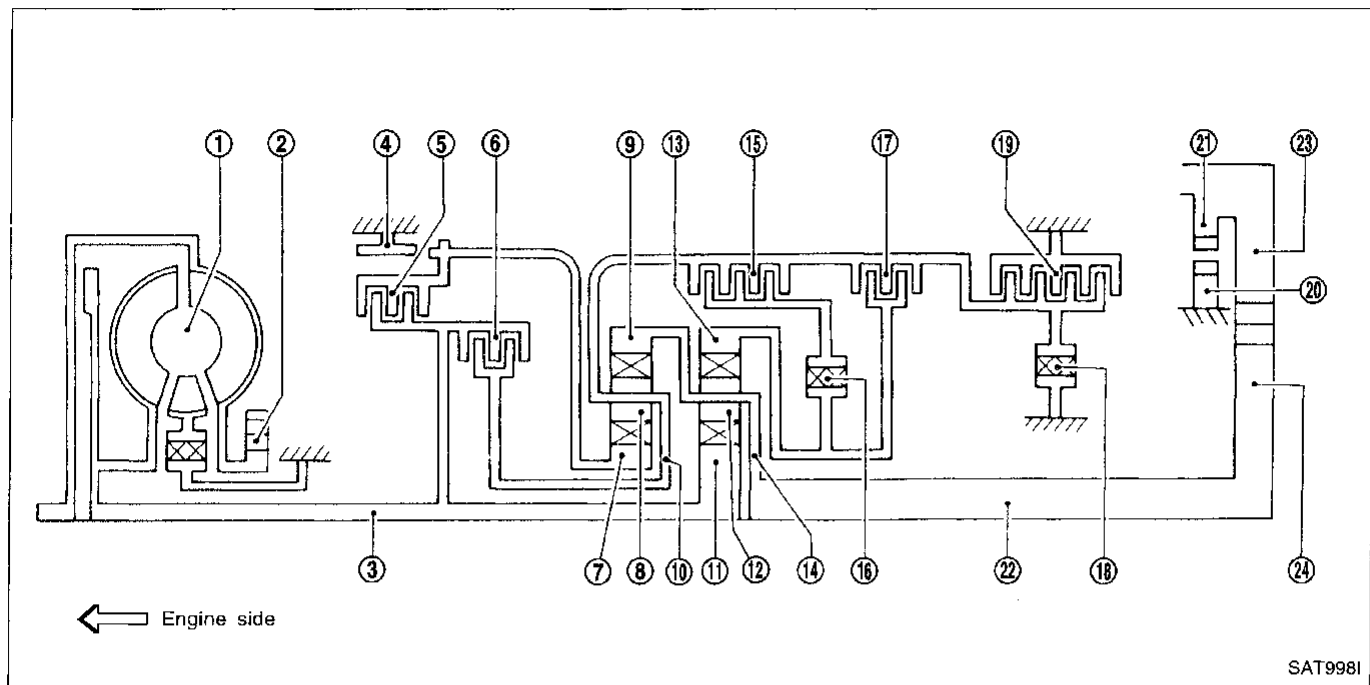 ① ② ④ ⑤ ⑥ ⑨ ⑬ ⑮ ⑰ ⑲ ㉑ ㉓
⑳
③ ⑦ ⑧ ⑩ ⑪ ⑫ ⑭ ⑯ ㉒ ⑱ ㉔
Engine side
SAT998I